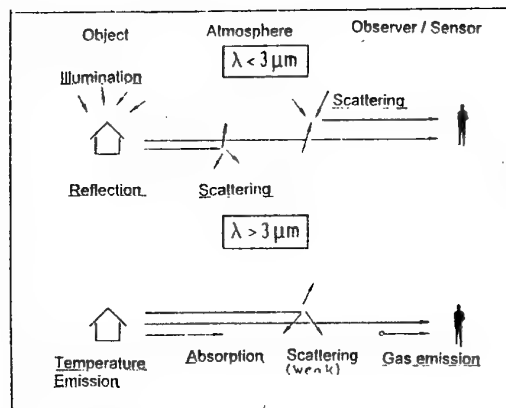 Object Atmosphere Observer / Sensor
Illumination
λ < 3 μm
Scattering
Reflection Scattering
λ > 3 μm
Temperature Emission
Absorption
Scattering
(weak)
Gas emission